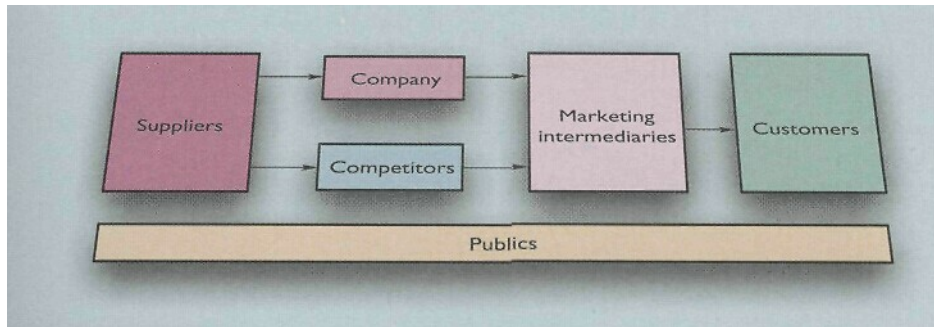 Suppliers
Company
Competitors
Marketing
intermediaries
Customers
Publics